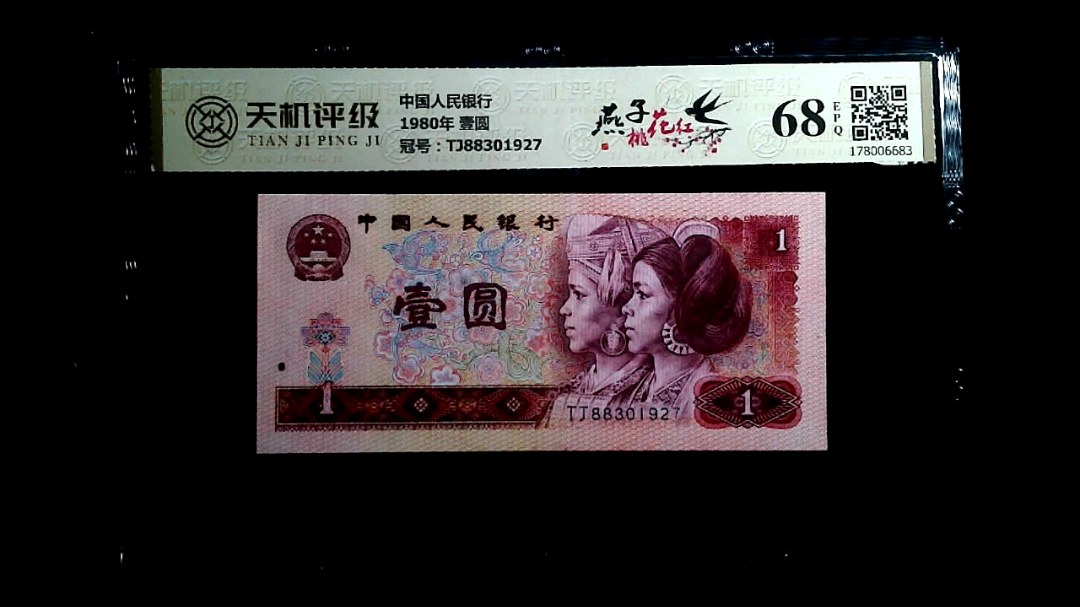 天机评级
TIAN JI PING JI
中国人民银行
1980年 壹圆
冠号：TJ88301927
燕子
桃花红
68
EPQ
178006683
中国人民银行
1
壹圆
1
TJ88301927
1